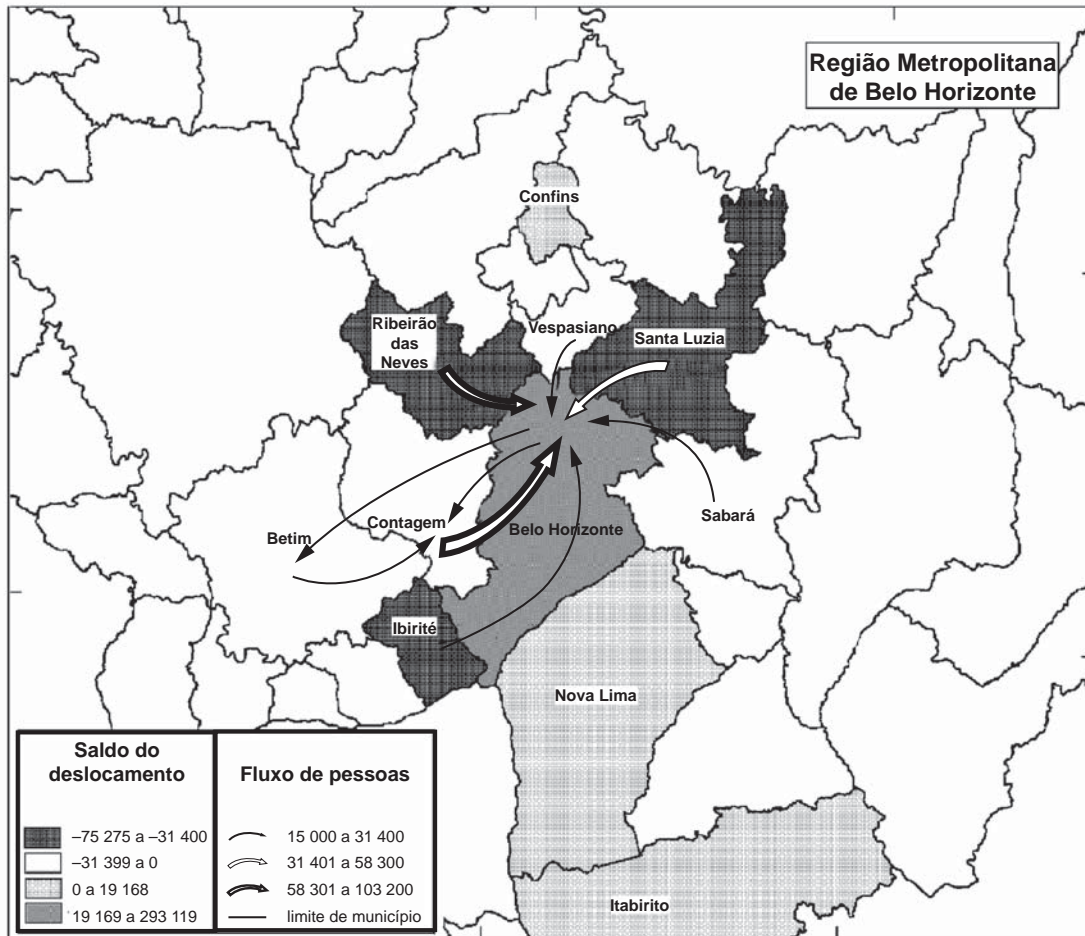 Região Metropolitana
de Belo Horizonte
Confins
Ribeirão
das
Neves
Vespasiano
Santa Luzia
Contagem
Betim
Belo Horizonte
Sabará
Ibirité
Nova Lima
Itabirito
Saldo do
deslocamento
–75 275 a –31 400
–31 399 a 0
0 a 19 168
19 169 a 293 119
Fluxo de pessoas
15 000 a 31 400
31 401 a 58 300
58 301 a 103 200
limite de município